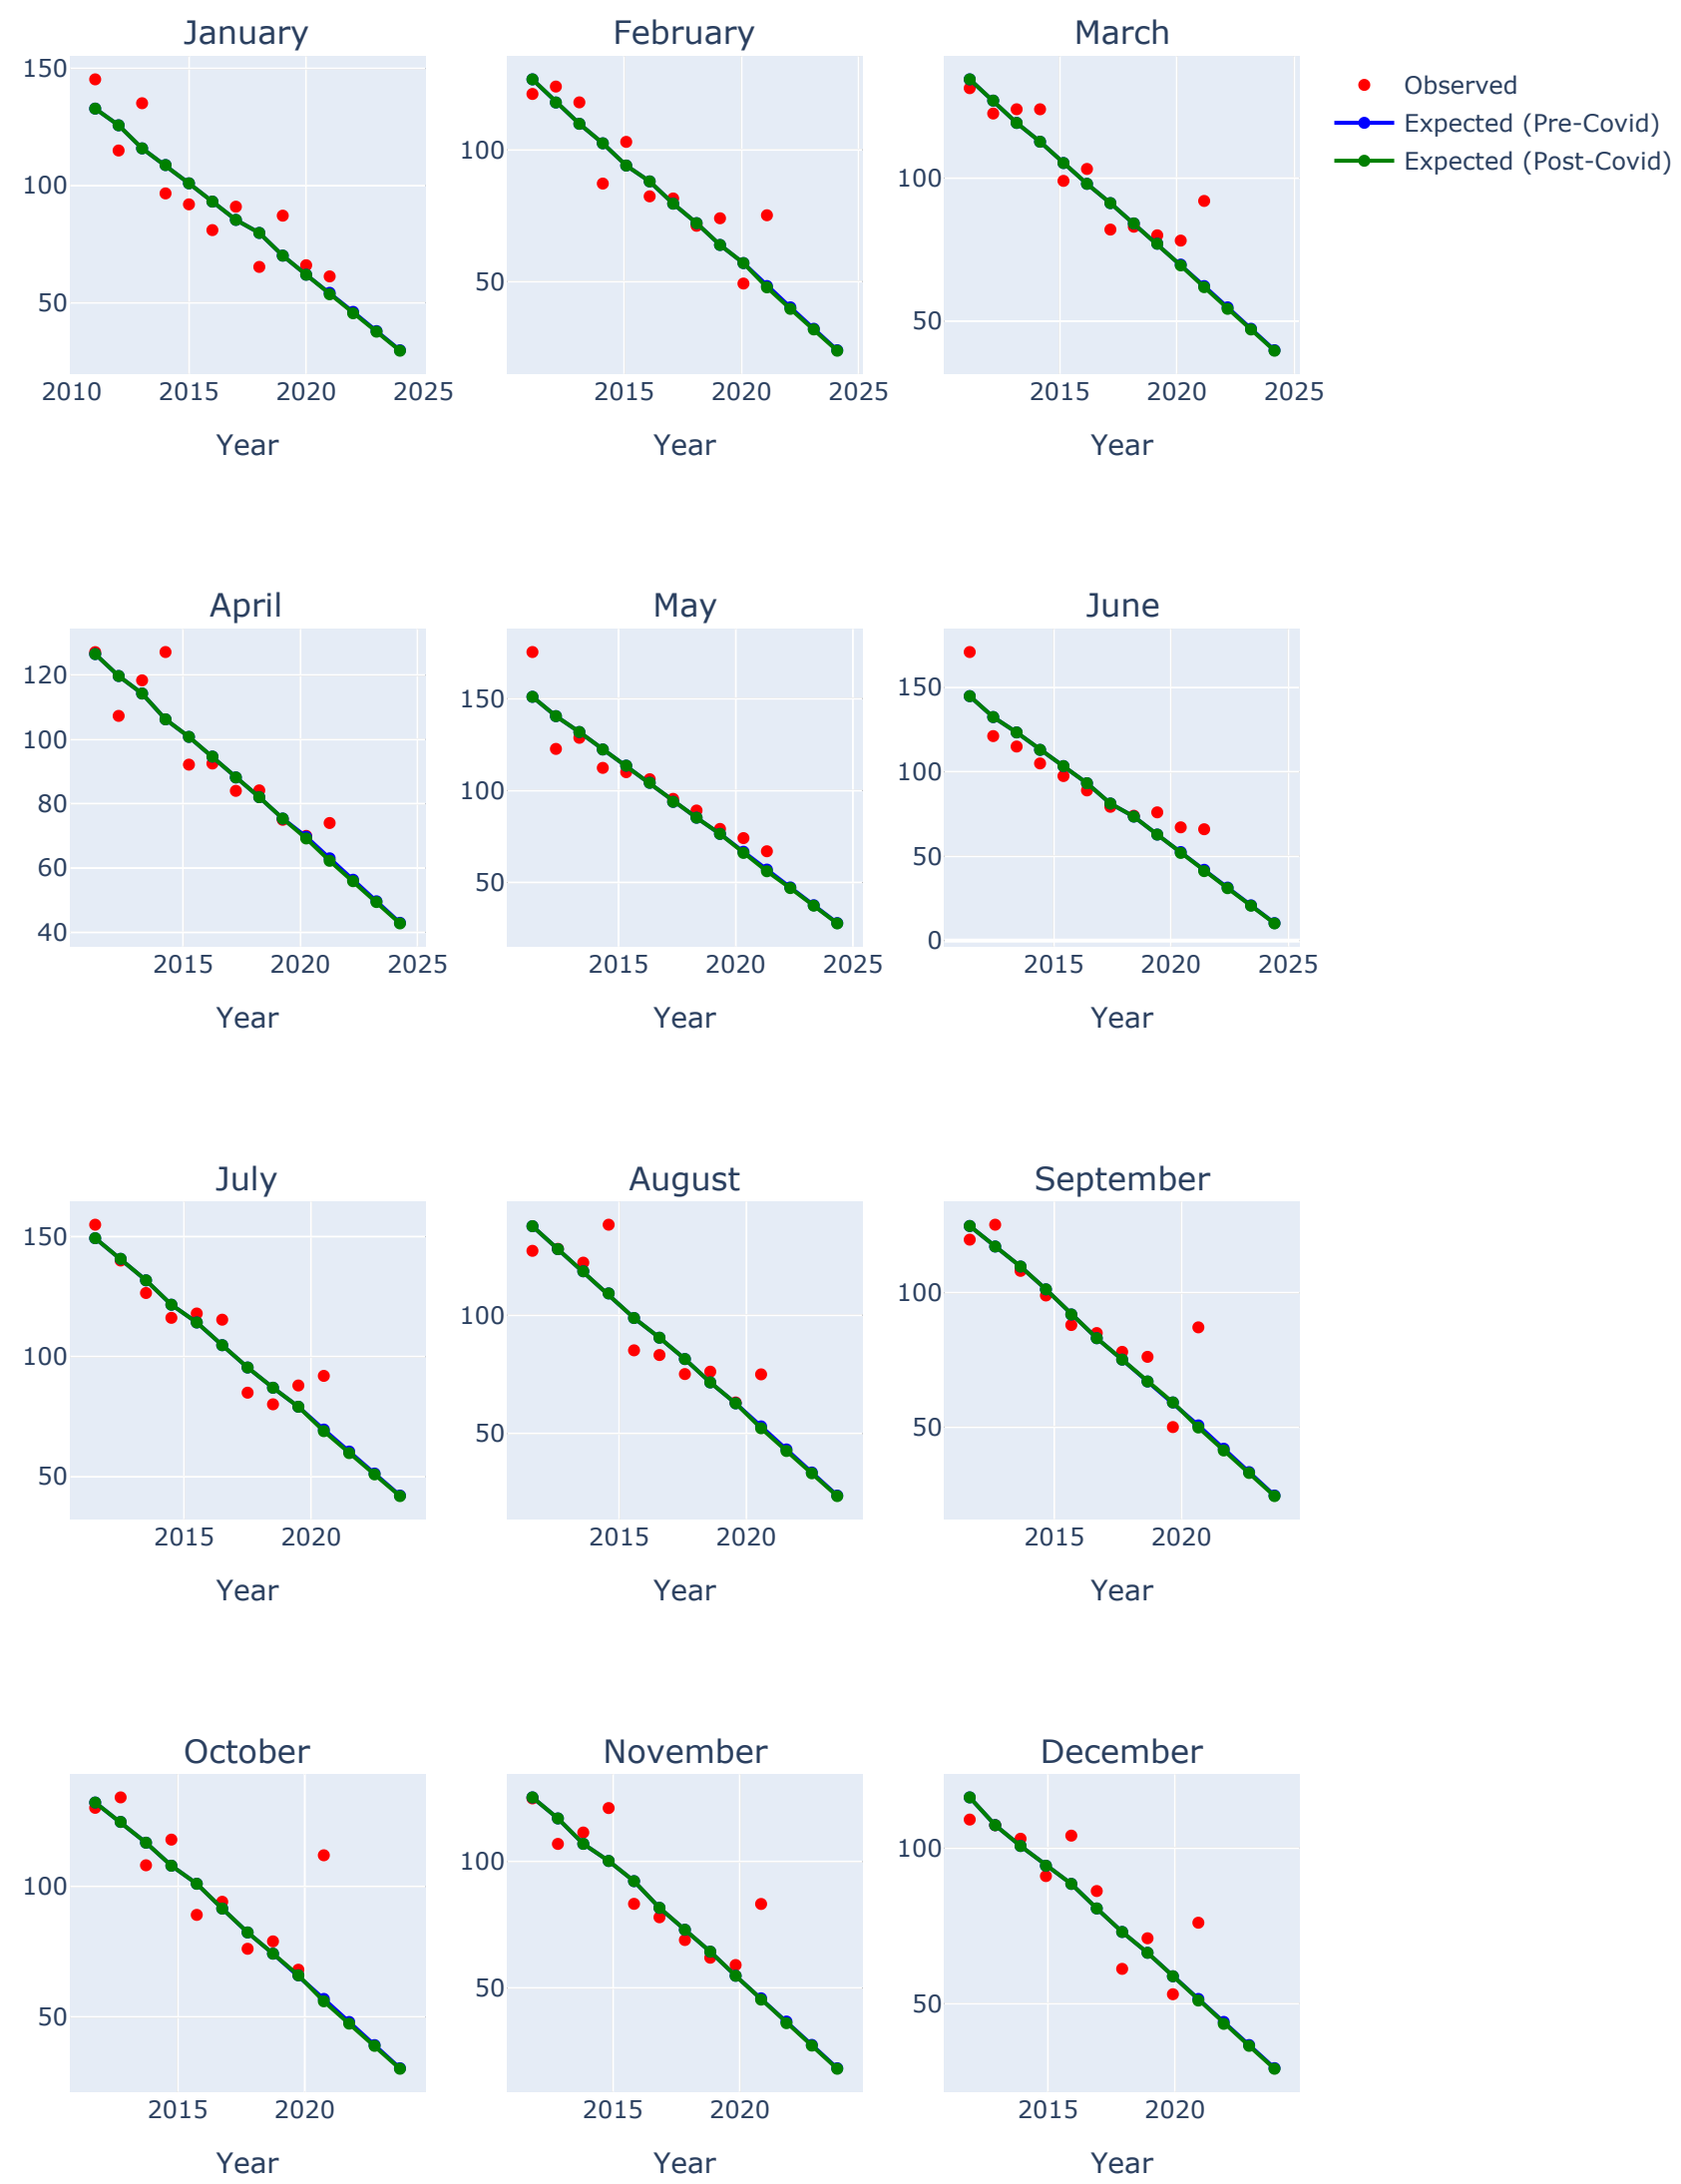 January
February
March
Observed
Expected (Pre-Covid)
Expected (Post-Covid)
150
100
50
2010 2015 2020 2025
Year
100
50
2015 2020 2025
Year
100
50
2015 2020 2025
Year
April
May
June
120
100
80
60
40
2015 2020 2025
Year
150
100
50
2015 2020 2025
Year
150
100
50
0
2015 2020 2025
Year
July
August
September
150
100
50
2015 2020
Year
100
50
2015 2020
Year
100
50
2015 2020
Year
October
November
December
100
50
2015 2020
Year
100
50
2015 2020
Year
100
50
2015 2020
Year